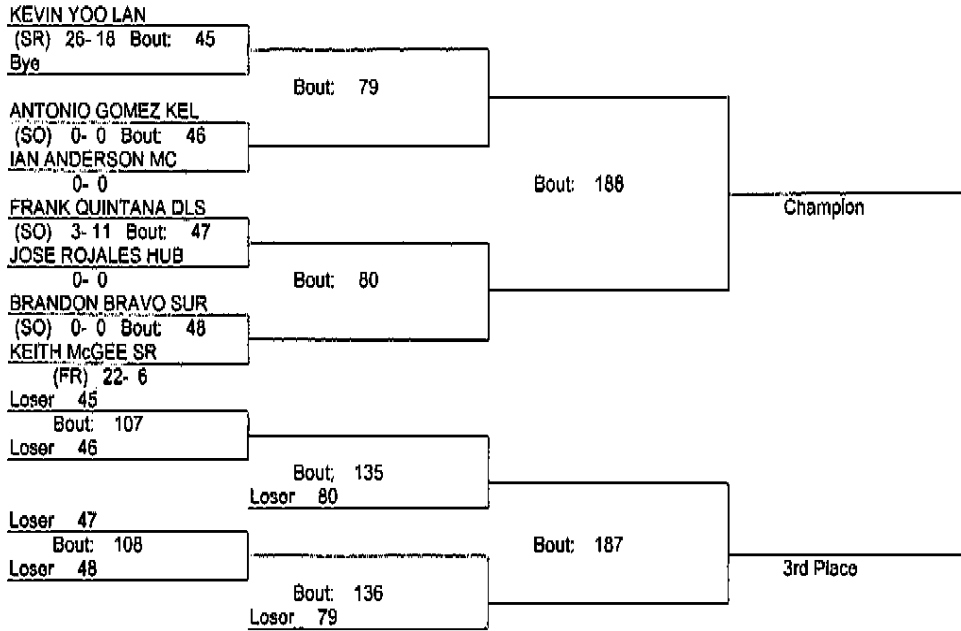 KEVIN YOO LAN
(SR) 26- 18 Bout: 45
Bye
Bout: 79
ANTONIO GOMEZ KEL
(SO) 0- 0 Bout: 46
IAN ANDERSON MC
0- 0
Bout: 188
Champion
FRANK QUINTANA DLS
(SO) 3- 11 Bout: 47
JOSE ROJALES HUB
0- 0
Bout: 80
BRANDON BRAVO SUR
(SO) 0- 0 Bout: 48
KEITH McGEE SR
(FR) 22- 6
Loser 45
Bout: 107
Loser 46
Bout: 135
Loser 80
Loser 47
Bout: 108
Loser 48
Bout: 187
3rd Place
Bout: 136
Loser 79